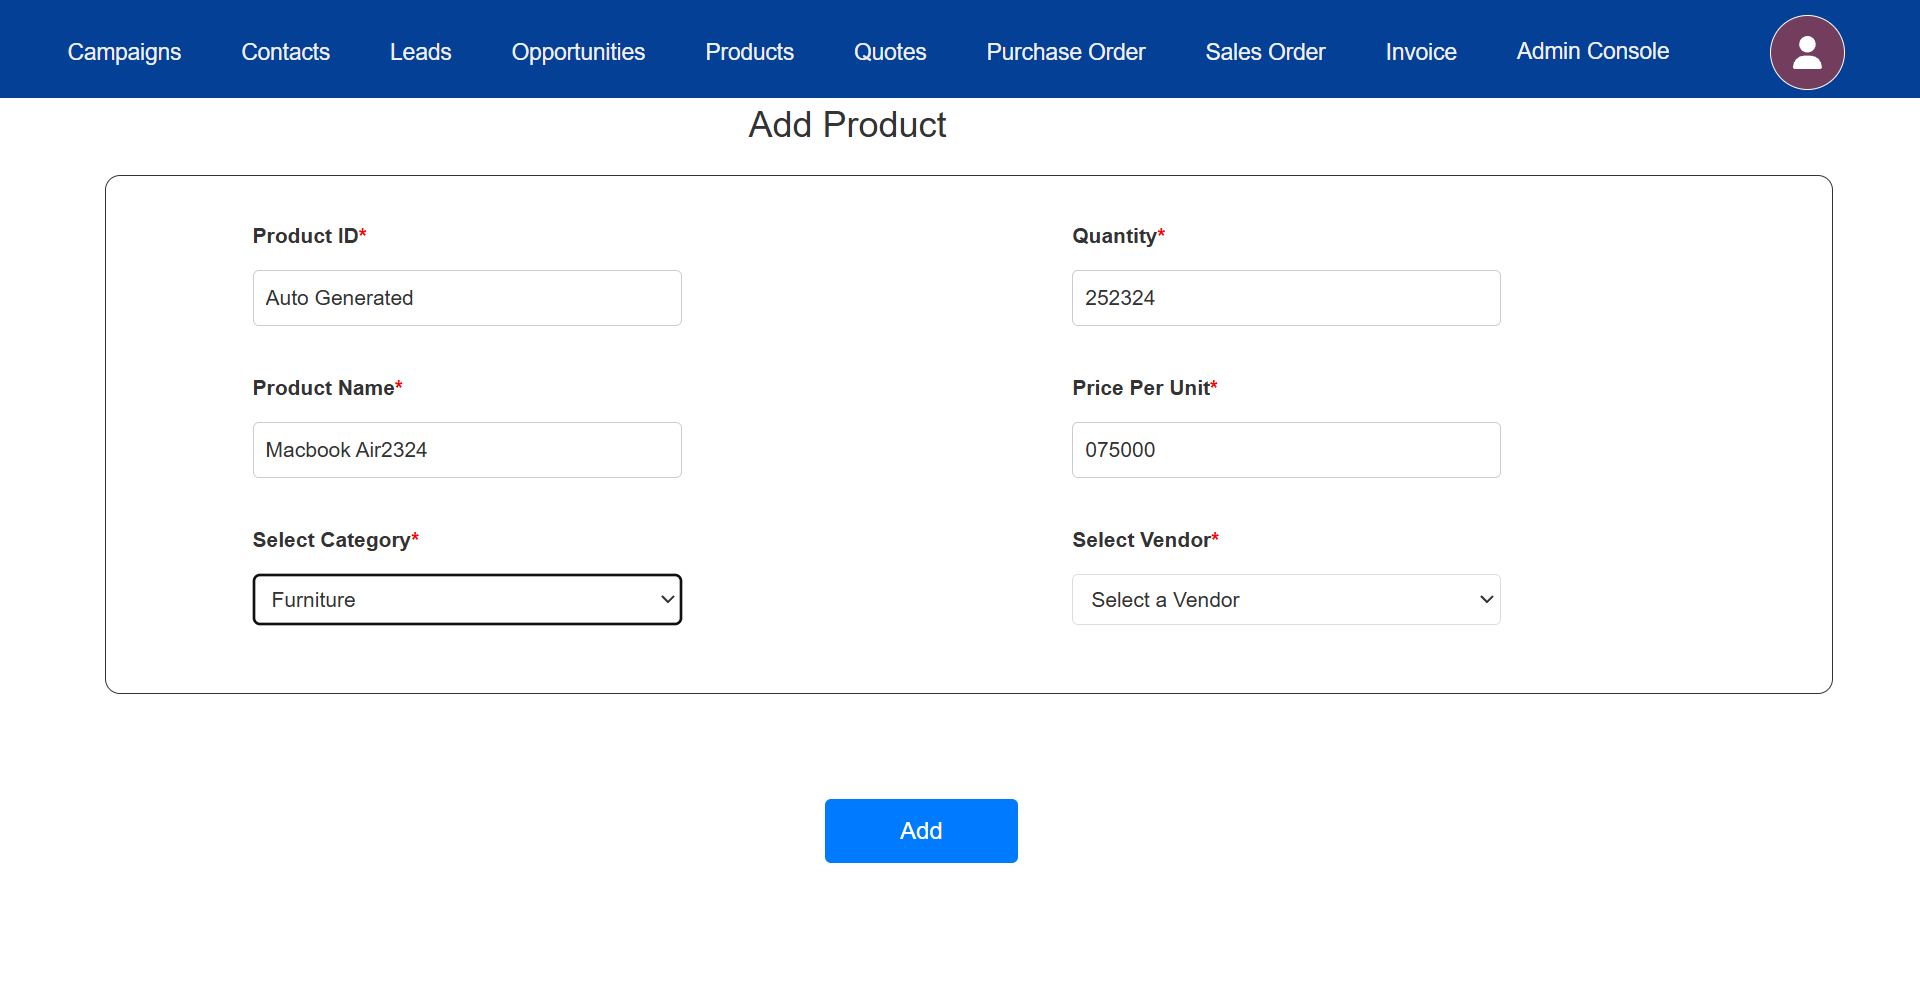 Campaigns Contacts Leads Opportunities Products Quotes Purchase Order Sales Order Invoice Admin Console
Add Product
Product ID* Quantity*
Auto Generated 252324
Product Name* Price Per Unit*
Macbook Air2324 075000
Select Category* Select Vendor*
Furniture Select a Vendor
Add